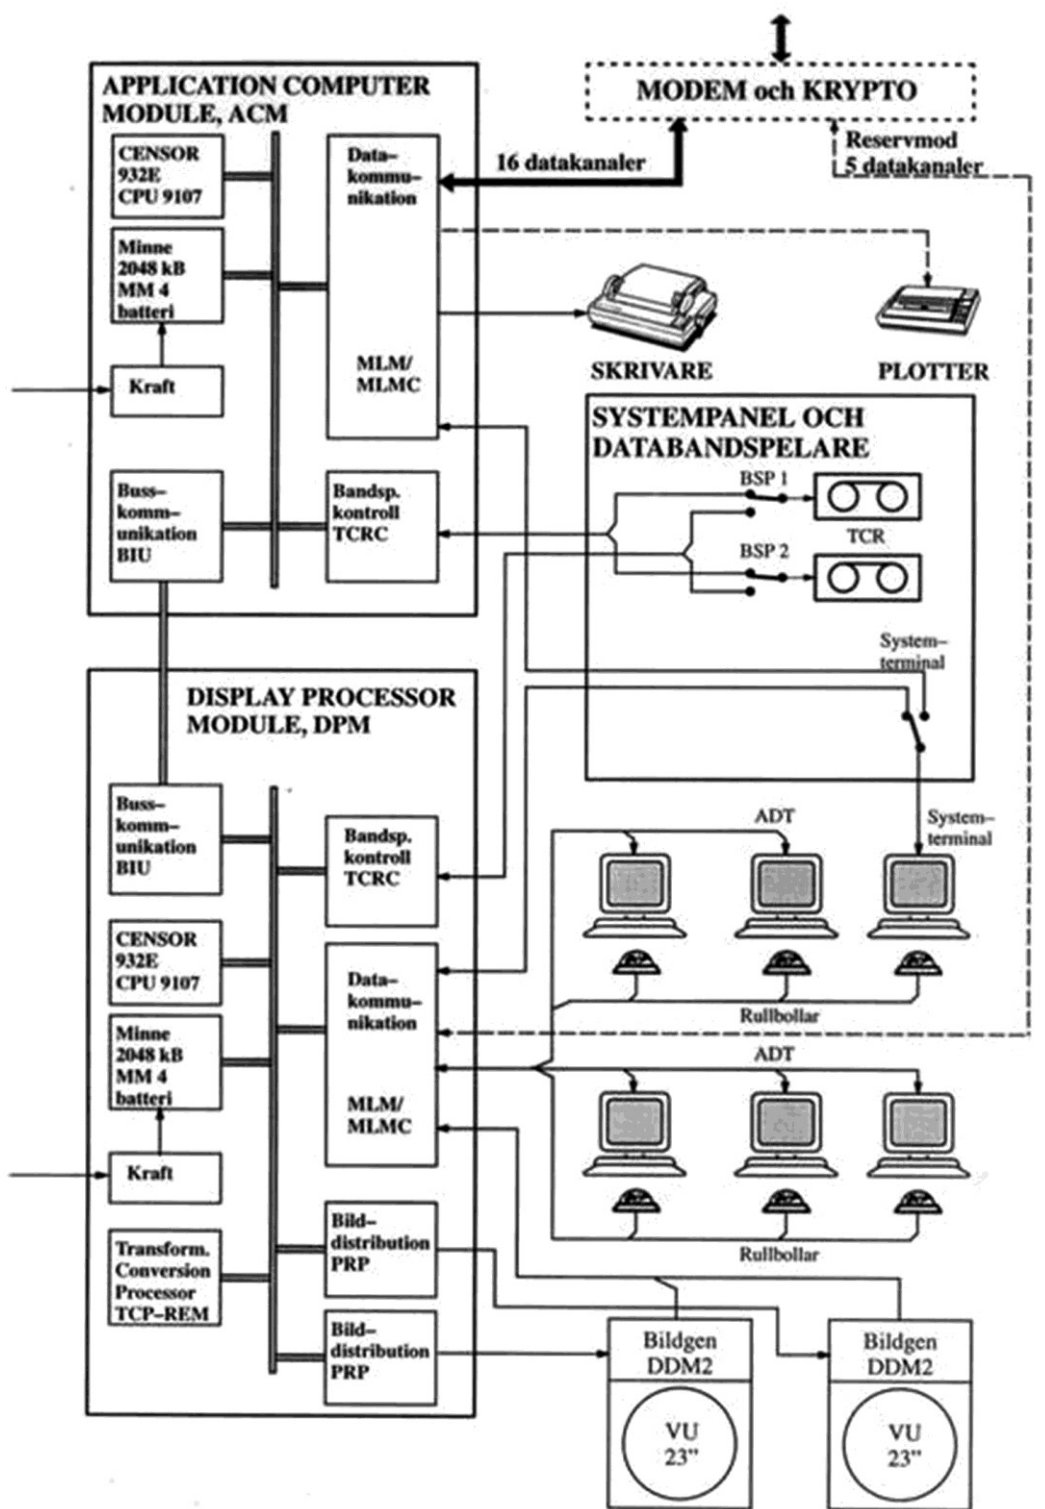 APPLICATION COMPUTER
MODULE, ACM
CENSOR
932E
CPU 9107
Minne
2048 kB
MM 4
batteri
Kraft
Buss–
komm–
unikation
BIU
Data–
kommu–
nikation
MLM/
MLMC
Bandsp.
kontroll
TCRC
MODEM och KRYPTO
16 datakanaler
Reservmod
5 datakanaler
SKRIVARE
PLOTTER
SYSTEMPANEL OCH
DATABANDSPELARE
BSP 1
TCR
BSP 2
System–
terminal
DISPLAY PROCESSOR
MODULE, DPM
Buss–
komm–
unikation
BIU
CENSOR
932E
CPU 9107
Minne
2048 kB
MM 4
batteri
Kraft
Transform.
Conversion
Processor
TCP–REM
Bandsp.
kontroll
TCRC
Data–
kommu–
nikation
MLM/
MLMC
Bild–
distribution
PRP
Bild–
distribution
PRP
ADT
System–
terminal
Rullbollar
ADT
Rullbollar
Bildgen
DDM2
VU
23”
Bildgen
DDM2
VU
23”